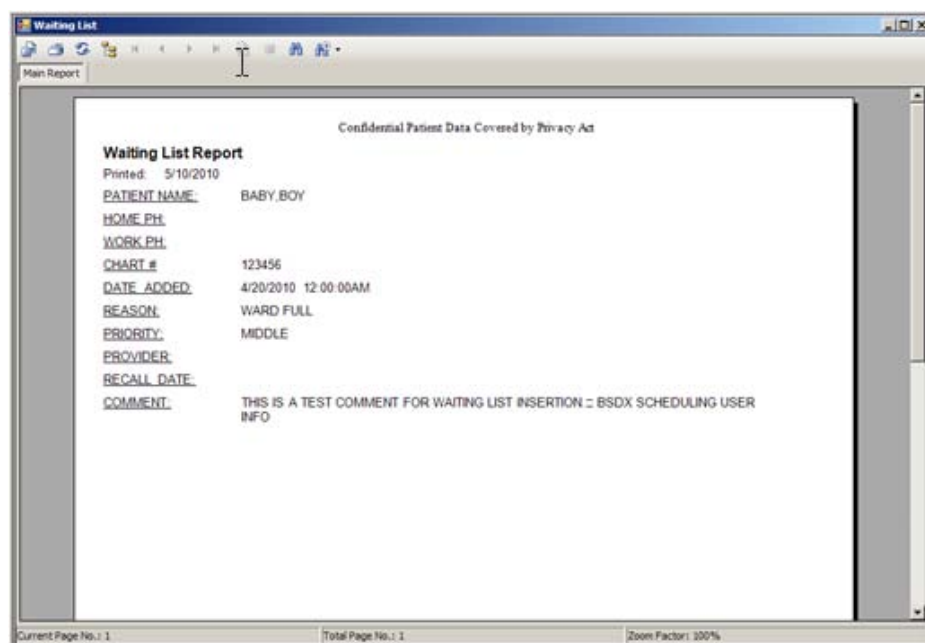 Waiting List
Main Report
Confidential Patient Data Covered by Privacy Act
Waiting List Report
Printed: 5/10/2010
PATIENT NAME: BABY,BOY
HOME PH:
WORK PH:
CHART # 123456
DATE ADDED: 4/20/2010 12:00:00AM
REASON: WARD FULL
PRIORITY: MIDDLE
PROVIDER:
RECALL DATE:
COMMENT: THIS IS A TEST COMMENT FOR WAITING LIST INSERTION :: BSDX SCHEDULING USER
INFO
Current Page No.: 1 Total Page No.: 1 Zoom Factor: 100%